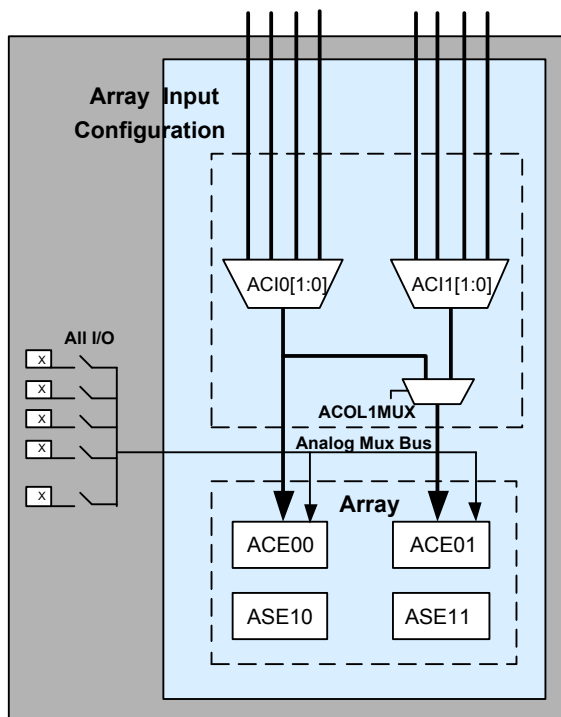 Array Input
Configuration
ACI0[1:0]
ACI1[1:0]
All I/O
X
X
X
X
X
ACOL1MUX
Analog Mux Bus
Array
ACE00
ACE01
ASE10
ASE11